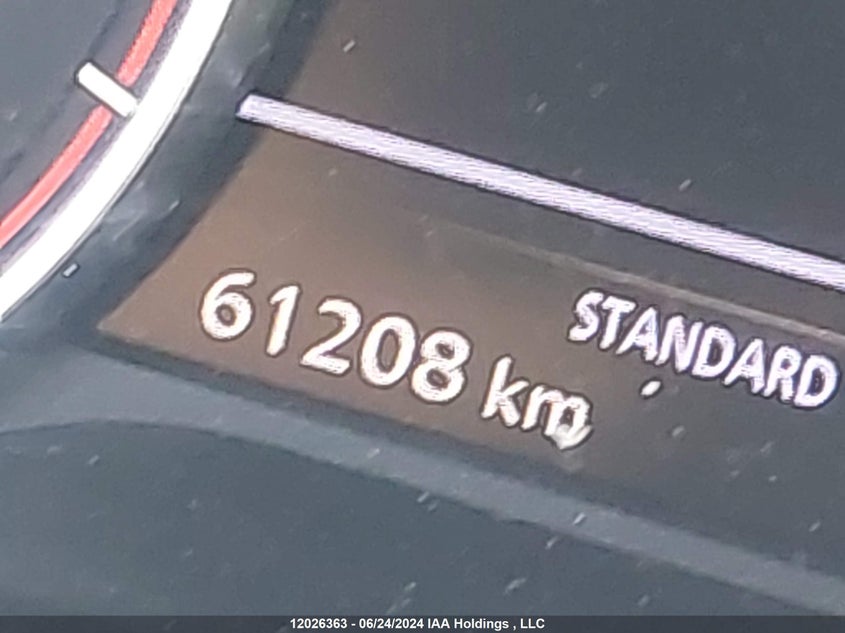 61208 km
STANDARD
12026363 - 06/24/2024 IAA Holdings , LLC